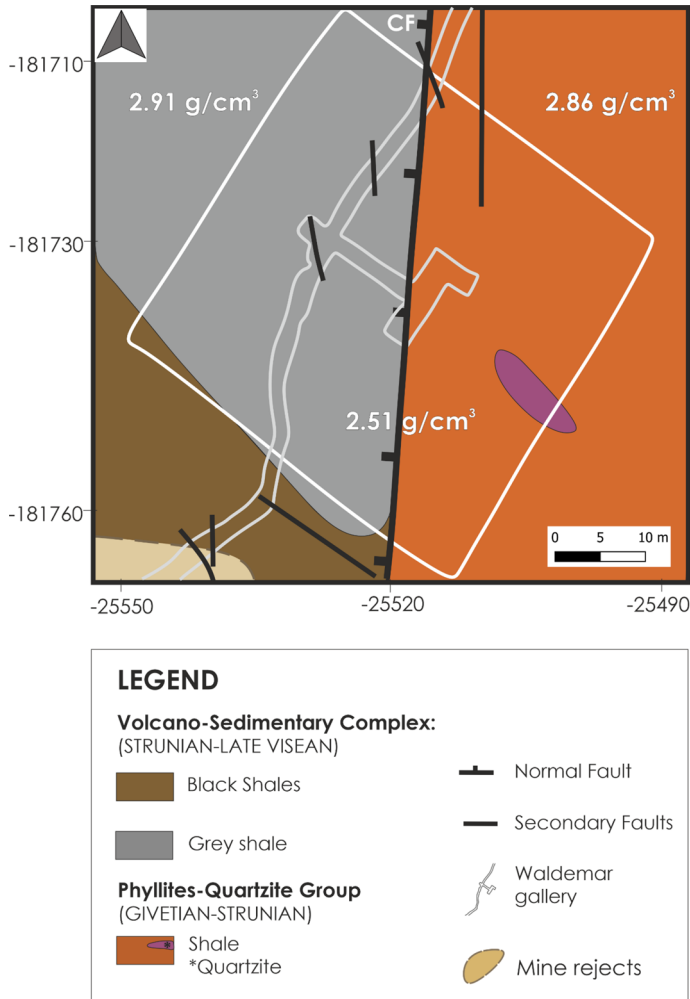 CF
-181710
2.91 g/cm³
2.86 g/cm³
-181730
2.51 g/cm³
-181760
0 5 10 m
-25550
-25520
-25490
LEGEND
Volcano-Sedimentary Complex:
(STRUNIAN-LATE VISEAN)
Black Shales
Grey shale
Phyllites-Quartzite Group
(GIVETIAN-STRUNIAN)
Shale
*Quartzite
Normal Fault
Secondary Faults
Waldemar
gallery
Mine rejects